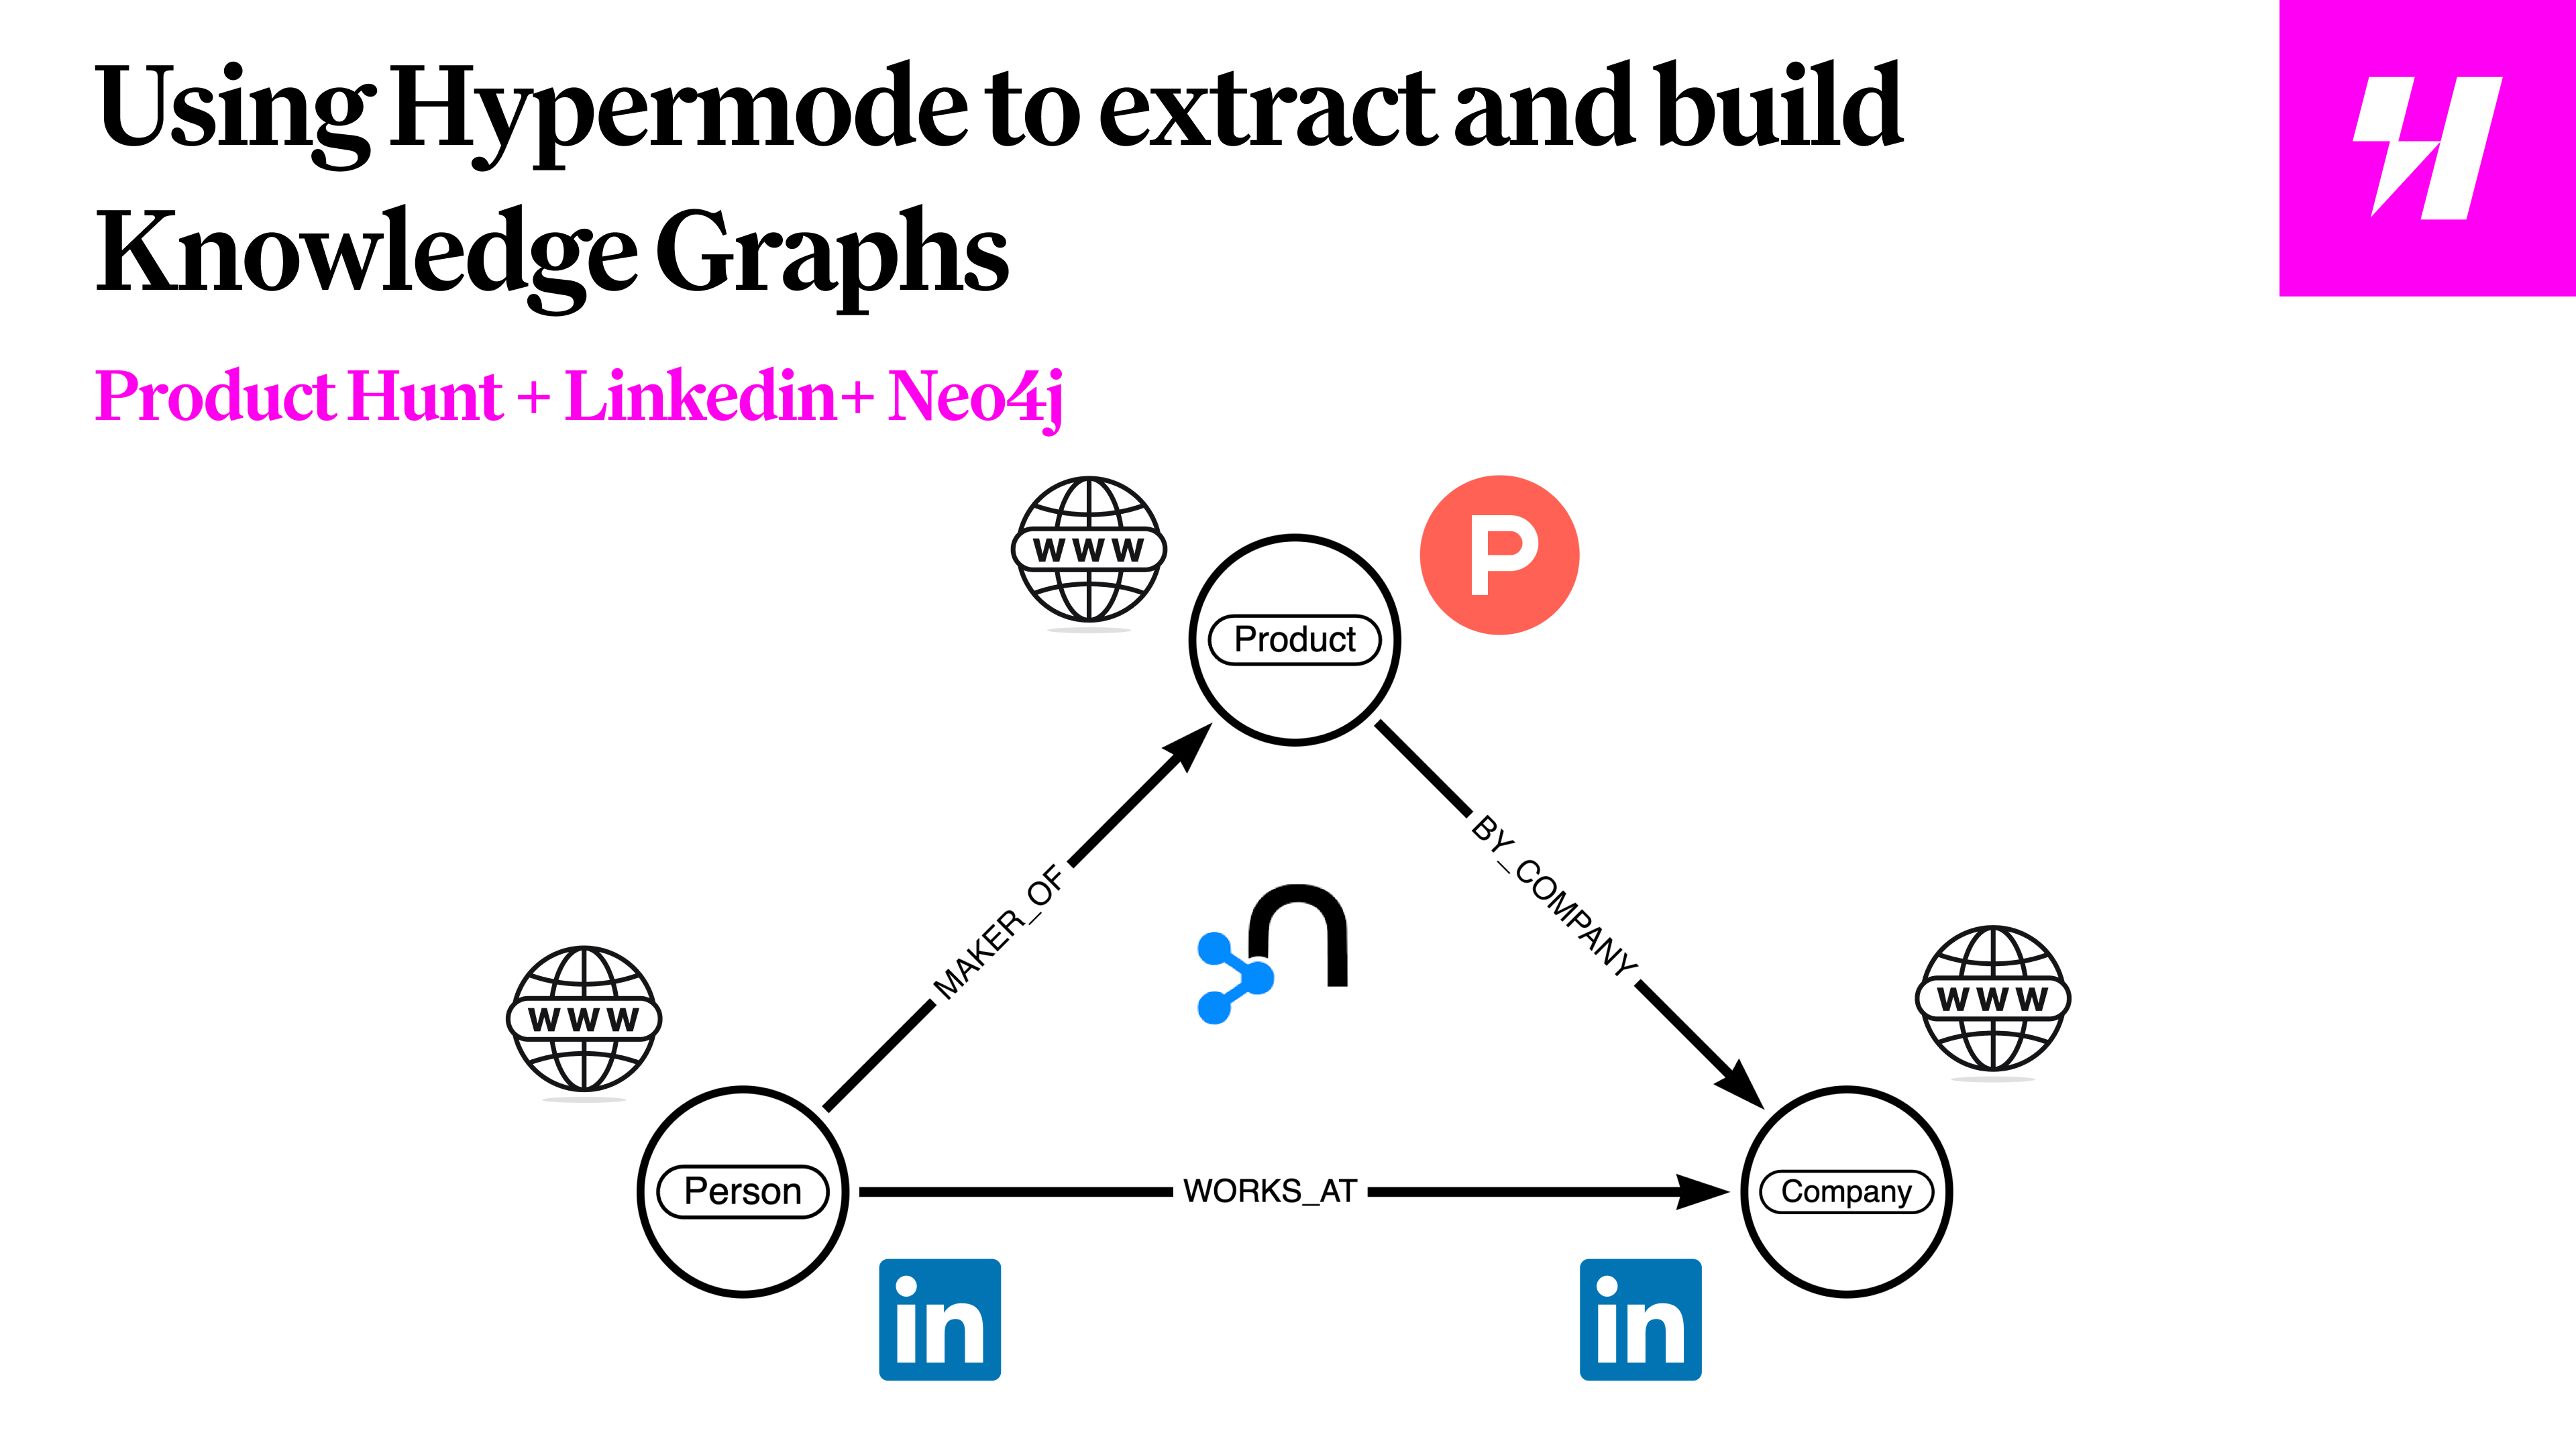 Using Hypermode to extract and build
Knowledge Graphs
Product Hunt + Linkedin+ Neo4j
WWW
P
Product
MAKER_OF
BY_COMPANY
WWW
WWW
Person
WORKS_AT
Company
in
in